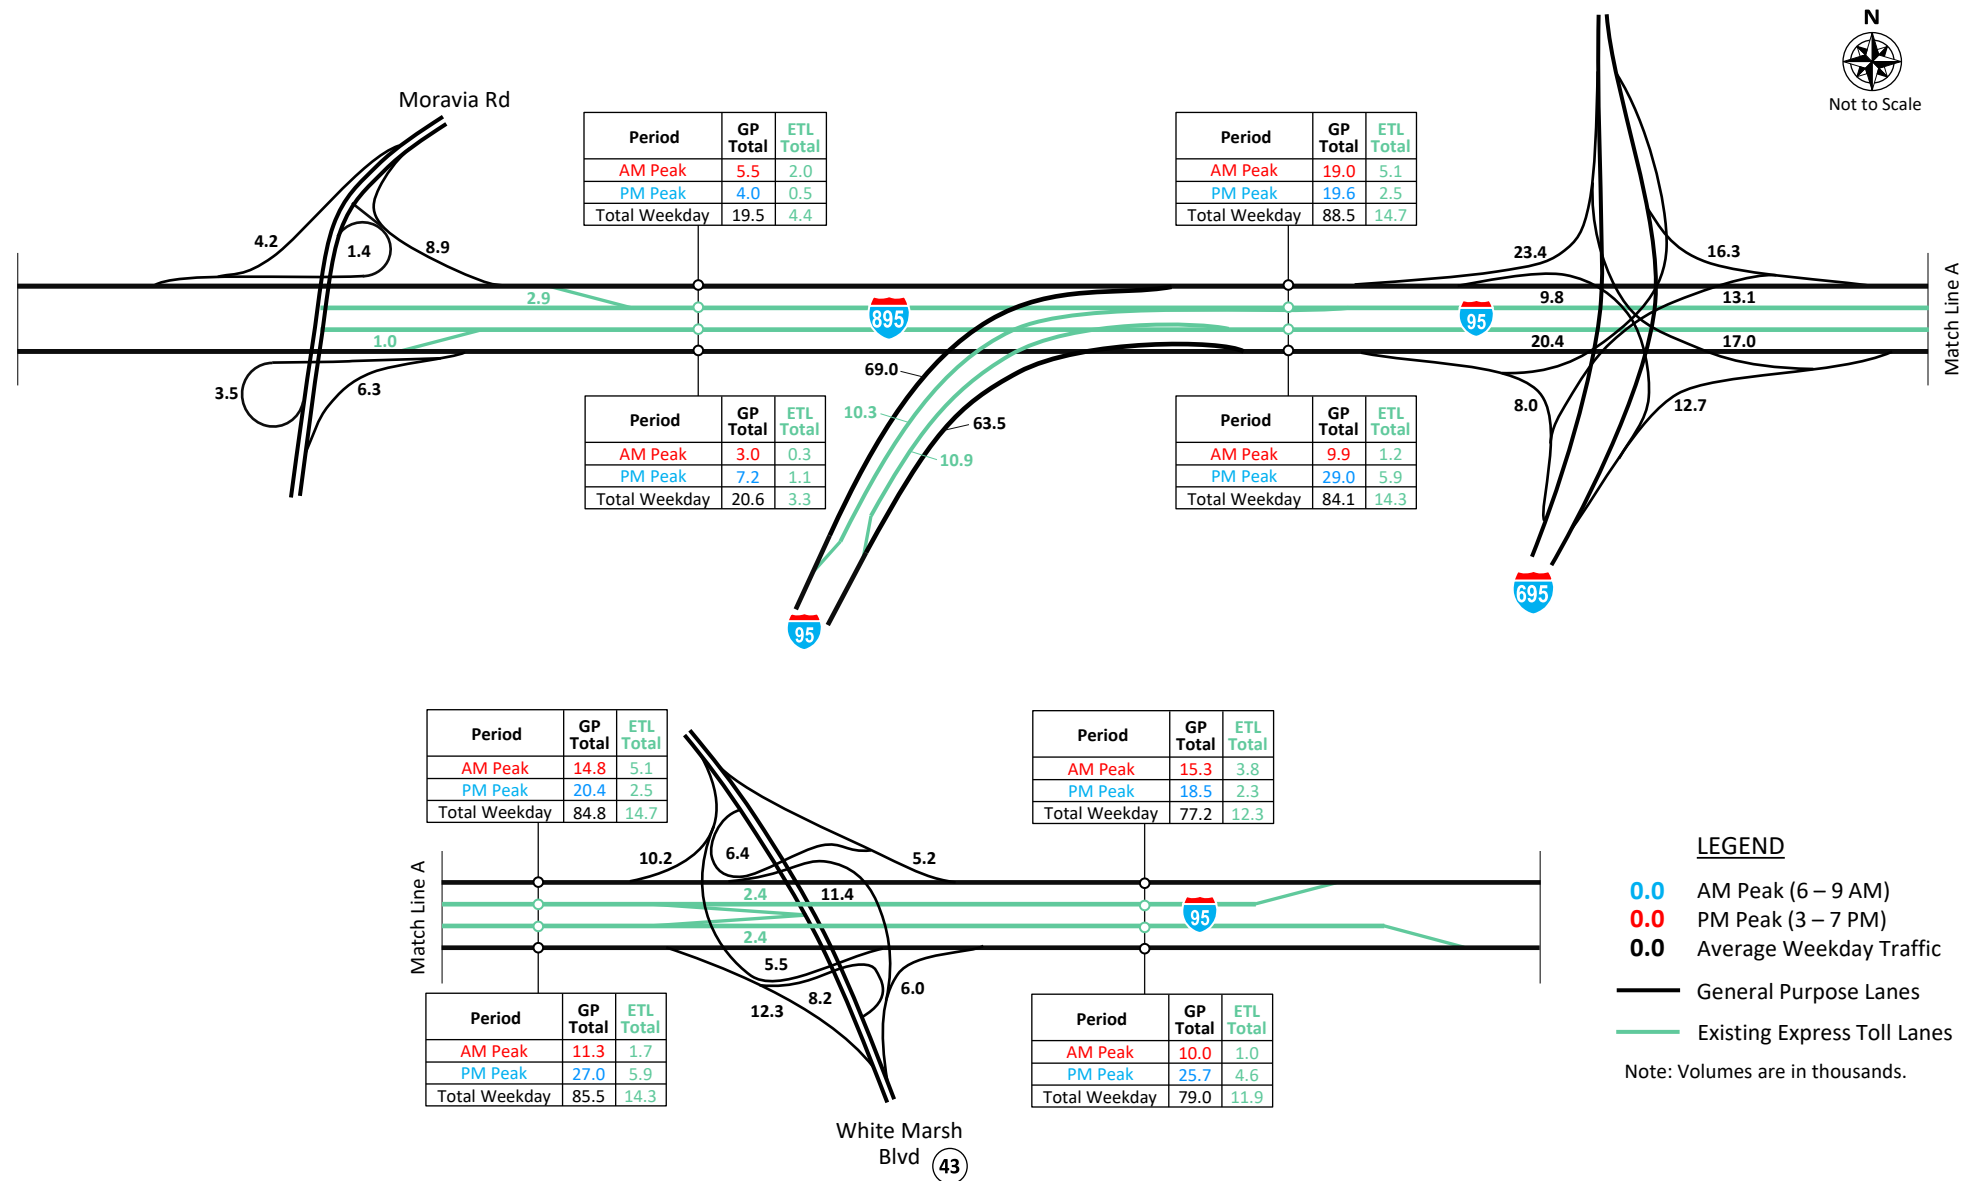 N
Not to Scale
Moravia Rd
Period GP Total ETL Total
AM Peak 5.5 2.0
PM Peak 4.0 0.5
Total Weekday 19.5 4.4
Period GP Total ETL Total
AM Peak 19.0 5.1
PM Peak 19.6 2.5
Total Weekday 88.5 14.7
4.2
1.4
8.9
23.4
16.3
2.9
895
9.8
13.1
95
1.0
20.4
17.0
Match Line A
3.5
6.3
69.0
10.3
63.5
10.9
8.0
12.7
Period GP Total ETL Total
AM Peak 3.0 0.3
PM Peak 7.2 1.1
Total Weekday 20.6 3.3
Period GP Total ETL Total
AM Peak 9.9 1.2
PM Peak 29.0 5.9
Total Weekday 84.1 14.3
95
695
Period GP Total ETL Total
AM Peak 14.8 5.1
PM Peak 20.4 2.5
Total Weekday 84.8 14.7
Period GP Total ETL Total
AM Peak 15.3 3.8
PM Peak 18.5 2.3
Total Weekday 77.2 12.3
10.2
6.4
5.2
Match Line A
2.4
11.4
95
2.4
5.5
8.2
6.0
12.3
Period GP Total ETL Total
AM Peak 11.3 1.7
PM Peak 27.0 5.9
Total Weekday 85.5 14.3
Period GP Total ETL Total
AM Peak 10.0 1.0
PM Peak 25.7 4.6
Total Weekday 79.0 11.9
White Marsh
Blvd 43
LEGEND
0.0 AM Peak (6 – 9 AM)
0.0 PM Peak (3 – 7 PM)
0.0 Average Weekday Traffic
General Purpose Lanes
Existing Express Toll Lanes
Note: Volumes are in thousands.